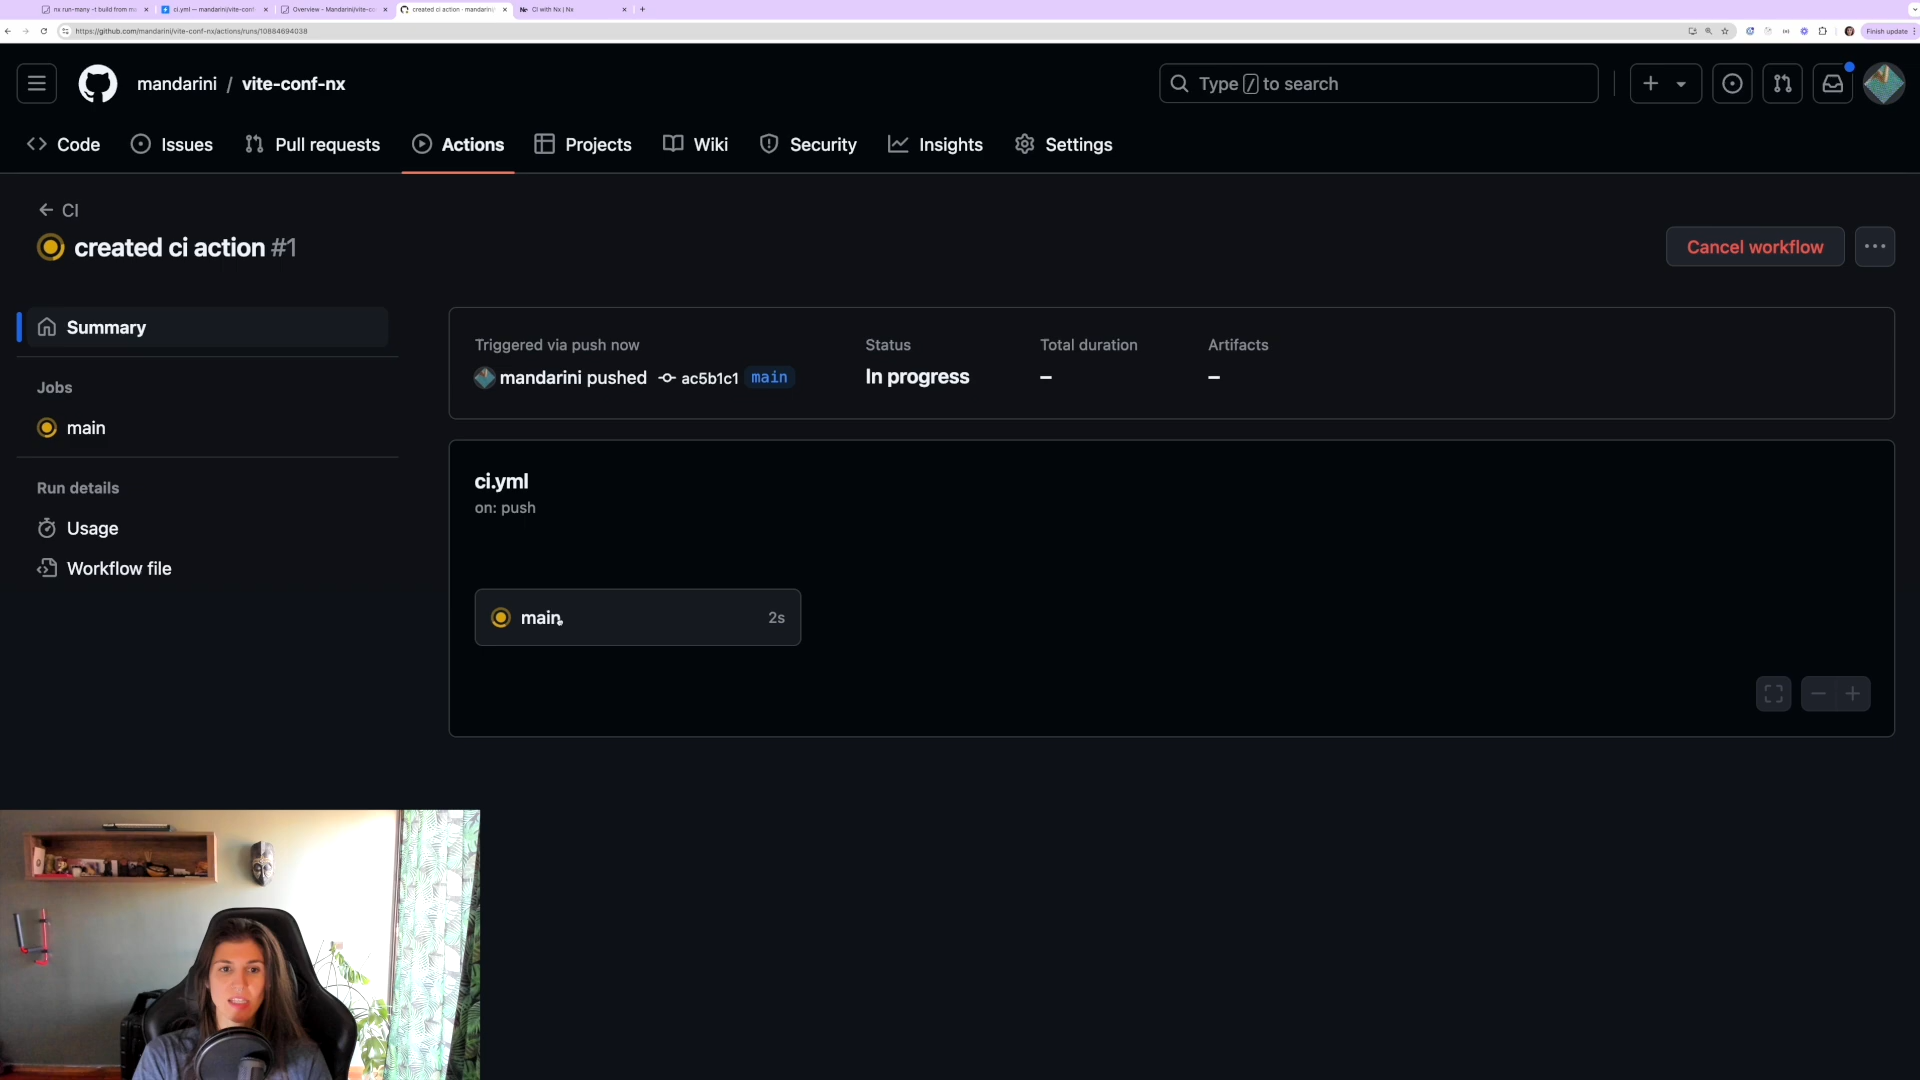 nx run-many -t build from ma
ci.yml — mandarini/vite-conf-
Overview - Mandarini/vite-co
created ci action · mandarini/
CI with Nx | Nx
https://github.com/mandarini/vite-conf-nx/actions/runs/10884694038
Finish update
mandarini / vite-conf-nx
Type / to search
Code
Issues
Pull requests
Actions
Projects
Wiki
Security
Insights
Settings
CI
created ci action #1
Cancel workflow
Summary
Jobs
main
Run details
Usage
Workflow file
Triggered via push now
mandarini pushed ac5b1c1 main
Status
In progress
Total duration
–
Artifacts
–
ci.yml
on: push
main
2s